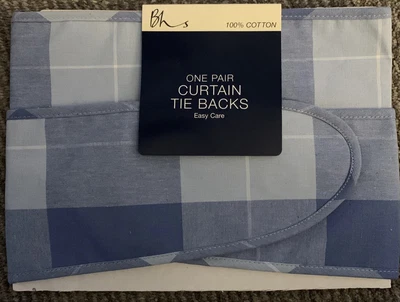 Bhs
100% COTTON
ONE PAIR
CURTAIN
TIE BACKS
Easy Care